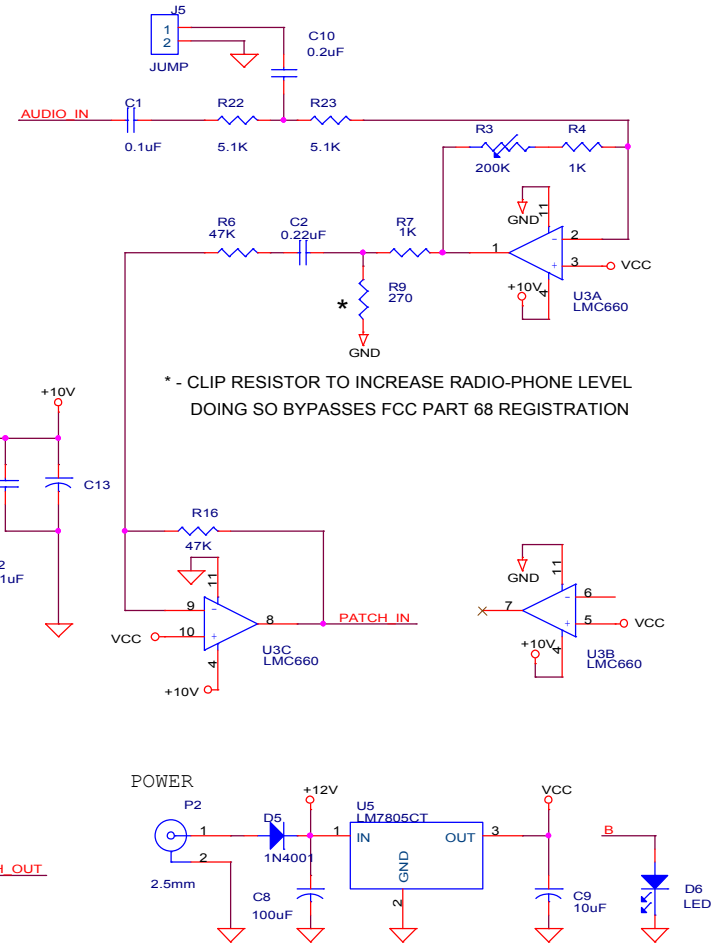 J5
1
2
JUMP
C10
0.2uF
AUDIO_IN
C1
0.1uF
R22
5.1K
R23
5.1K
R3
200K
R4
1K
GND
11
1
2
3
-
+
VCC
+10V
4
U3A
LMC660
R6
47K
C2
0.22uF
R7
1K
*
R9
270
GND
* - CLIP RESISTOR TO INCREASE RADIO-PHONE LEVEL
DOING SO BYPASSES FCC PART 68 REGISTRATION
+10V
C13
2
1uF
R16
47K
11
9
10
-
+
8
VCC
4
+10V
U3C
LMC660
PATCH_IN
GND
11
7
6
5
-
+
VCC
+10V
4
U3B
LMC660
POWER
P2
1
2
2.5mm
D5
1N4001
+12V
C8
100uF
U5
LM7805CT
1
IN
OUT
3
GND
2
VCC
C9
10uF
B
D6
LED
H_OUT